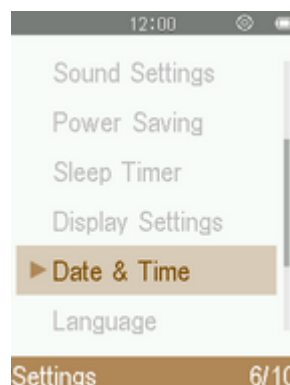 12:00
Sound Settings
Power Saving
Sleep Timer
Display Settings
Date & Time
Language
Settings 6/10